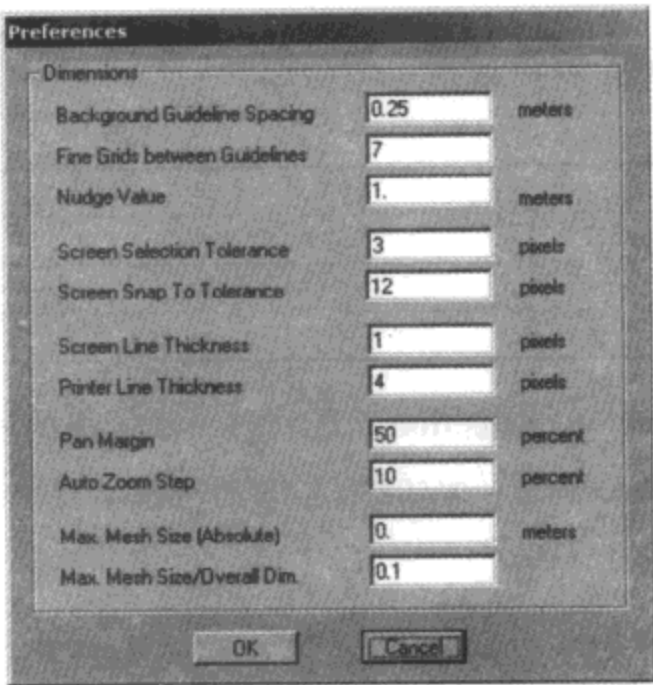 Preferences
Dimensions
Background Guideline Spacing 0.25 meters
Fine Grids between Guidelines 7
Nudge Value 1. meters
Screen Selection Tolerance 3 pixels
Screen Snap To Tolerance 12 pixels
Screen Line Thickness 1 pixels
Printer Line Thickness 4 pixels
Pan Margin 50 percent
Auto Zoom Step 10 percent
Max. Mesh Size (Absolute) 0. meters
Max. Mesh Size/Overall Dim. 0.1
OK Cancel